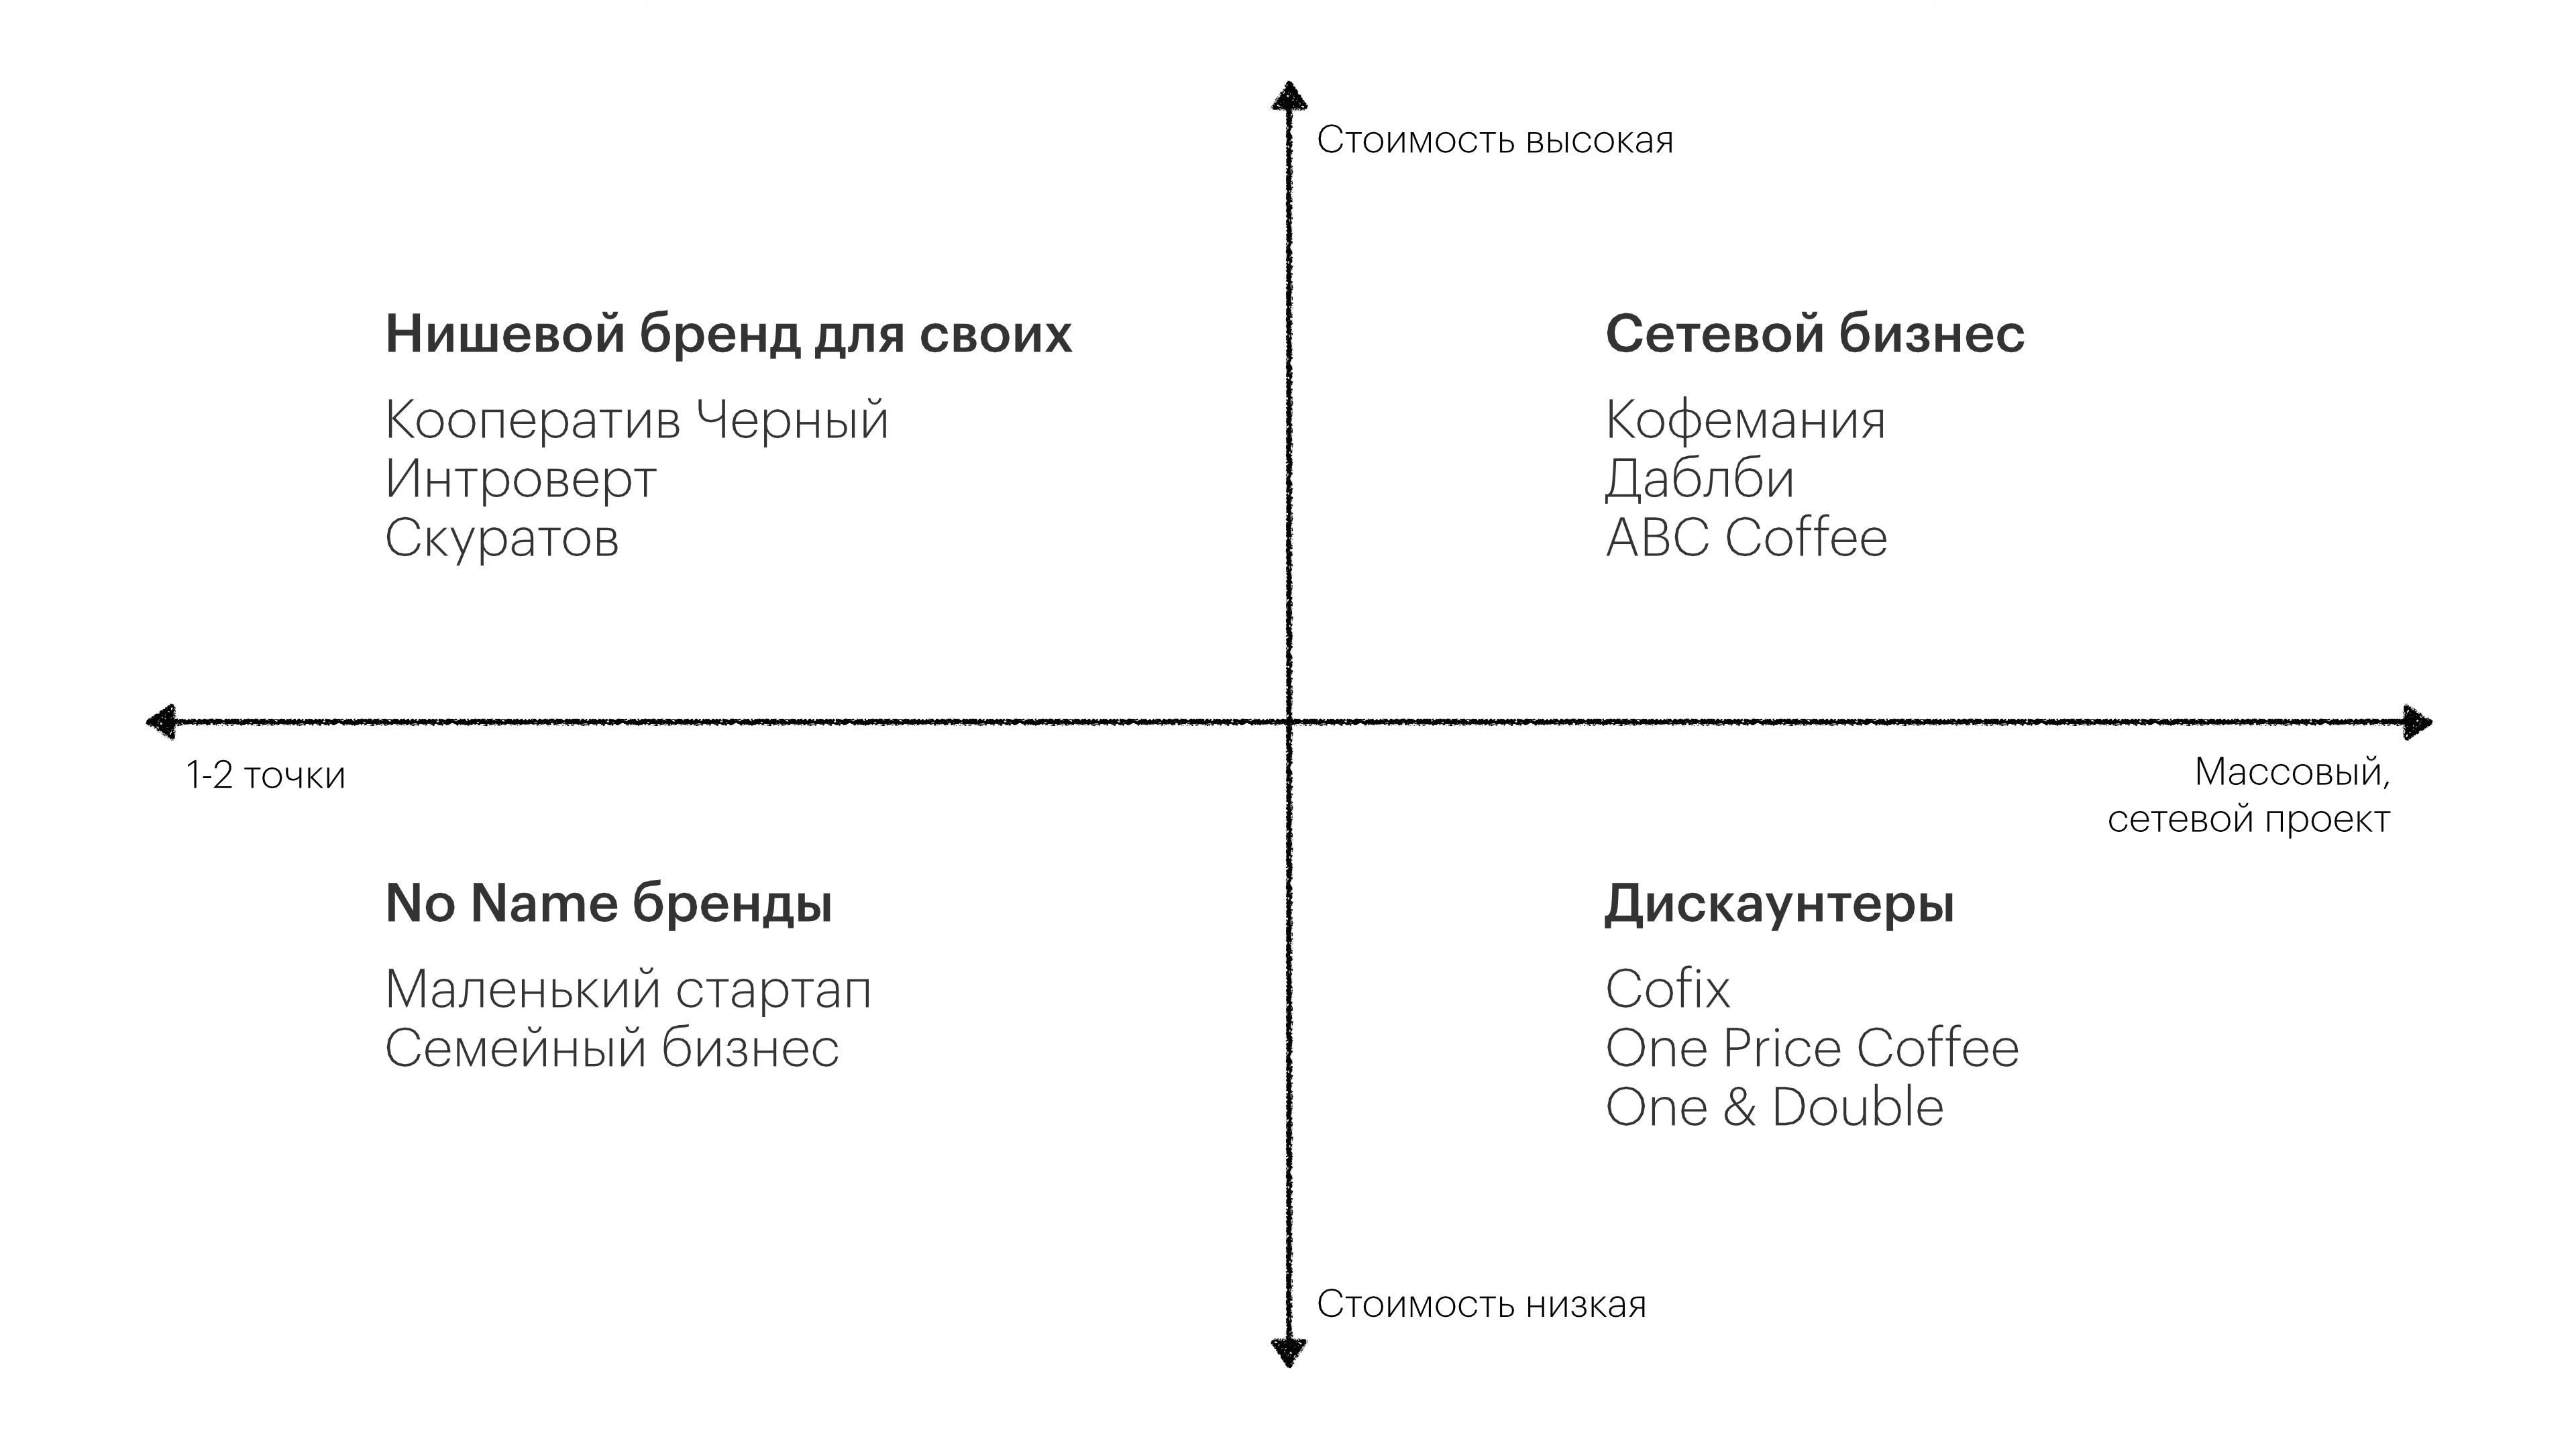 Стоимость высокая
Нишевой бренд для своих
Кооператив Черный
Интроверт
Скуратов
Сетевой бизнес
Кофемания
Даблби
ABC Coffee
1-2 точки
Массовый,
сетевой проект
No Name бренды
Маленький стартап
Семейный бизнес
Дискаунтеры
Cofix
One Price Coffee
One & Double
Стоимость низкая